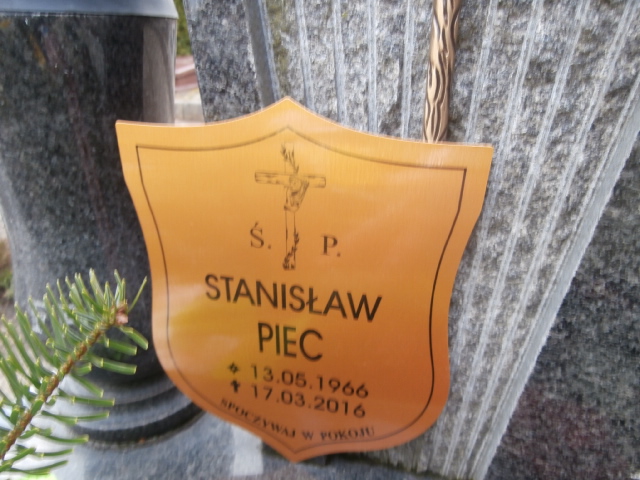 Ś. P.
STANISŁAW
PIEC
13.05.1966
17.03.2016
SPOCZYWAJ W POKOJU